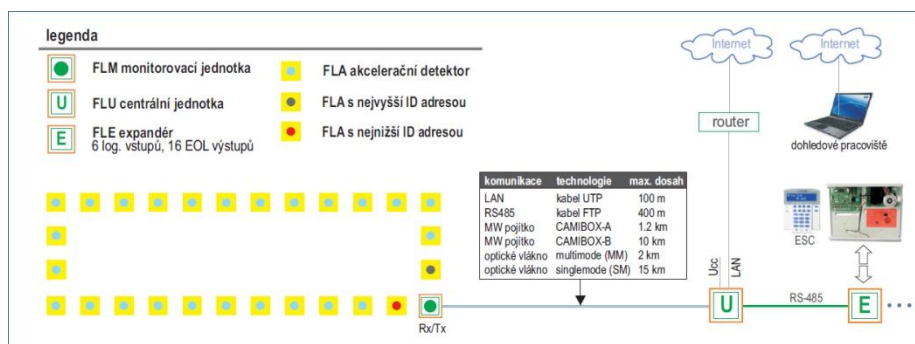 legenda
FLM monitorovací jednotka
U FLU centrální jednotka
E FLE expandér
6 log. vstupů, 16 EOL výstupů
FLA akcelerační detektor
FLA s nejvyšší ID adresou
FLA s nejnižší ID adresou
Internet Internet
router
dohledové pracoviště
komunikace technologie max. dosah
LAN kabel UTP 100 m
RS485 kabel FTP 400 m
MW pojítko CAMIBOX-A 1.2 km
MW pojítko CAMIBOX-B 10 km
optické vlákno multimode (MM) 2 km
optické vlákno singlemode (SM) 15 km
ESC
Ucc
LAN
Rx/Tx
U
RS-485
E